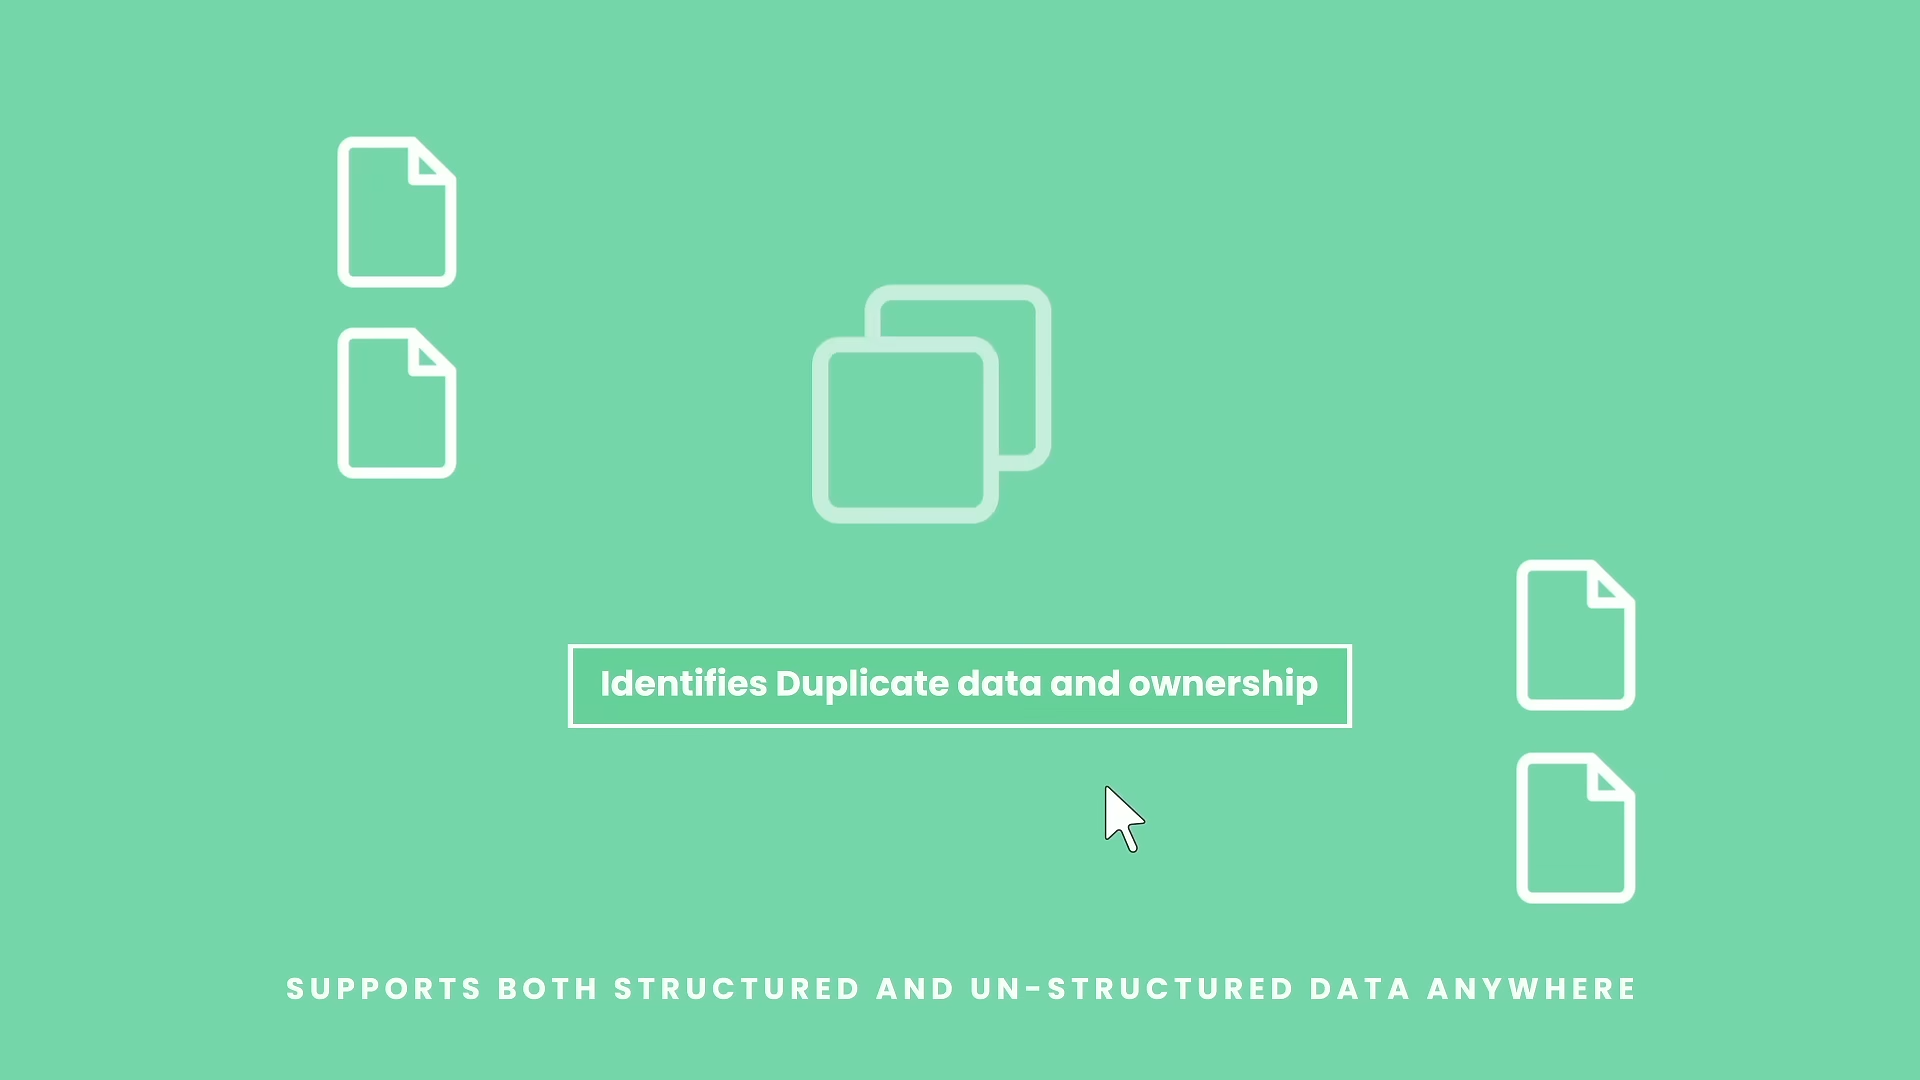 Identifies Duplicate data and ownership
SUPPORTS BOTH STRUCTURED AND UN-STRUCTURED DATA ANYWHERE